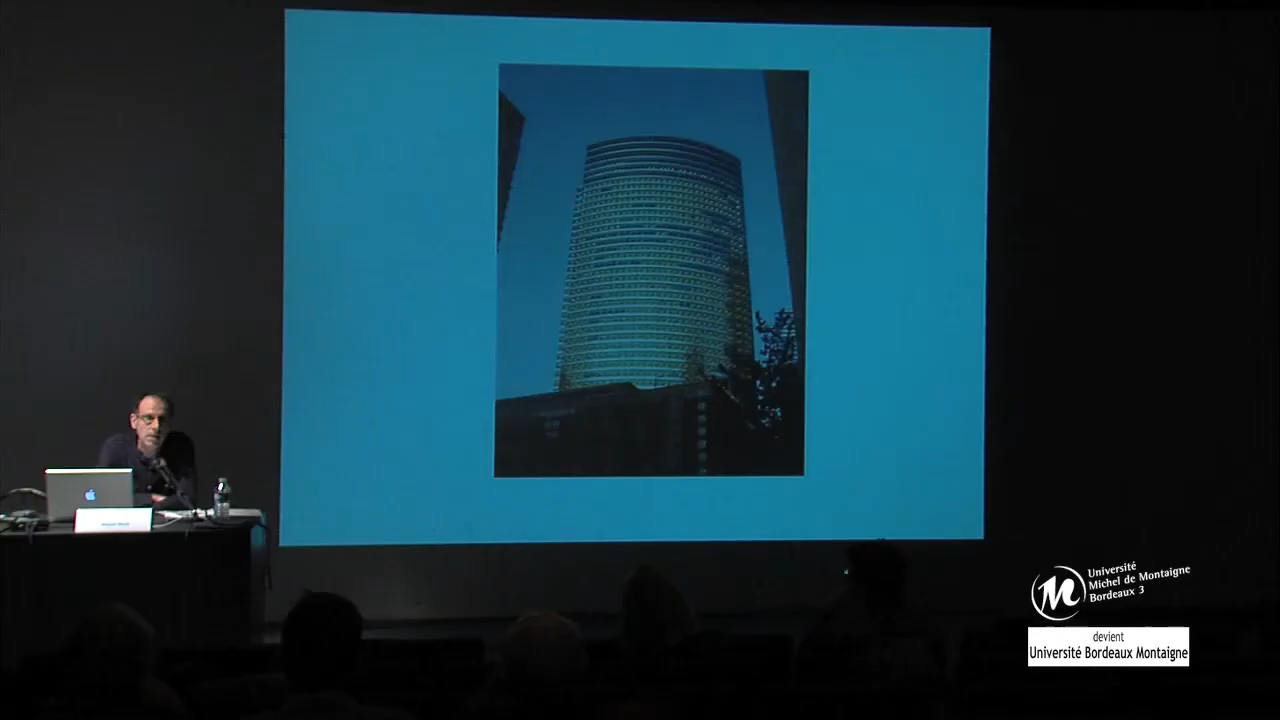 Université
Michel de Montaigne
Bordeaux 3
devient
Université Bordeaux Montaigne